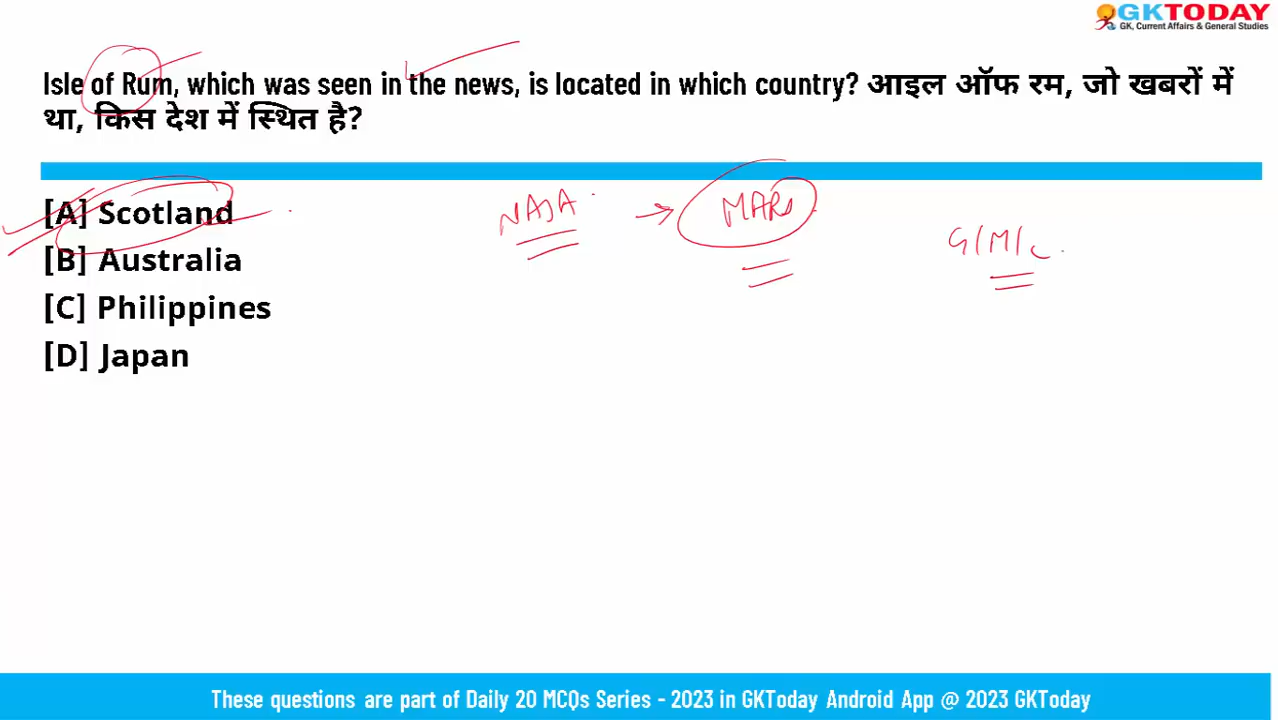 GKTODAY
GK, Current Affairs & General Studies
Isle of Rum, which was seen in the news, is located in which country? आइल ऑफ रम, जो खबरों में
था, किस देश में स्थित है?
[A] Scotland
NASA → MARS
G/M/C
[B] Australia
[C] Philippines
[D] Japan
These questions are part of Daily 20 MCQs Series - 2023 in GKToday Android App @ 2023 GKToday